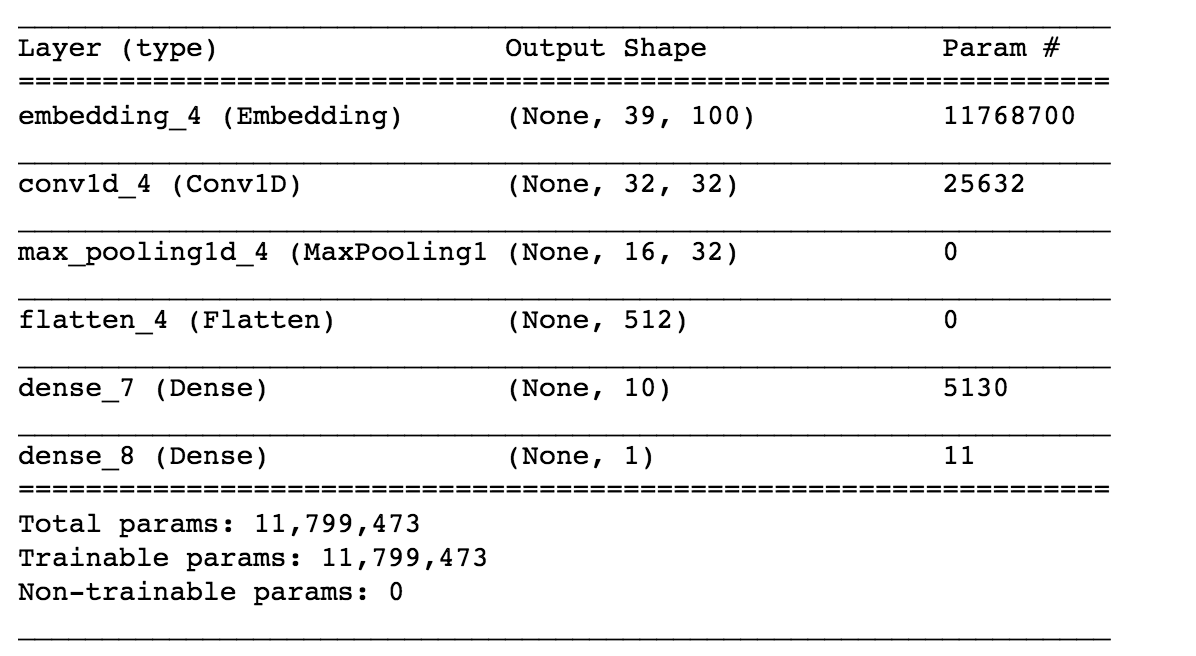 Layer (type) Output Shape Param #
=================================================================
embedding_4 (Embedding) (None, 39, 100) 11768700
conv1d_4 (Conv1D) (None, 32, 32) 25632
max_pooling1d_4 (MaxPooling1 (None, 16, 32) 0
flatten_4 (Flatten) (None, 512) 0
dense_7 (Dense) (None, 10) 5130
dense_8 (Dense) (None, 1) 11
=================================================================
Total params: 11,799,473
Trainable params: 11,799,473
Non-trainable params: 0